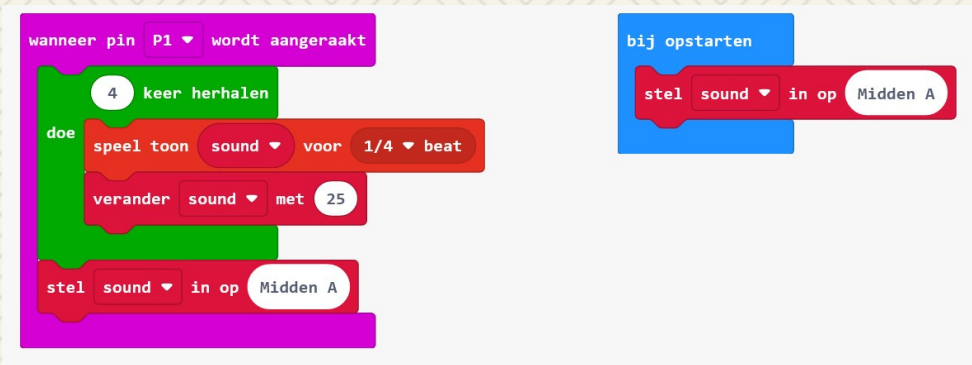 wanneer pin P1 wordt aangeraakt
4 keer herhalen
doe
speel toon sound voor 1/4 beat
verander sound met 25
stel sound in op Midden A
bij opstarten
stel sound in op Midden A